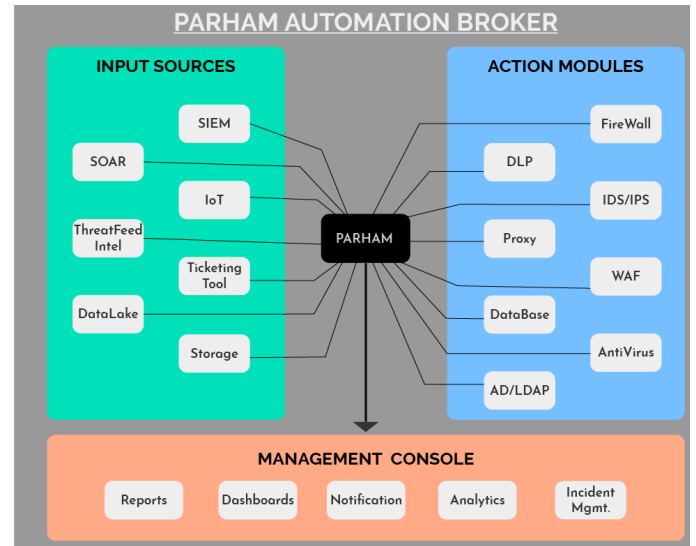 PARHAM AUTOMATION BROKER
INPUT SOURCES
SIEM
SOAR
IoT
ThreatFeed
Intel
Ticketing
Tool
DataLake
Storage
PARHAM
ACTION MODULES
FireWall
DLP
IDS/IPS
Proxy
WAF
DataBase
AntiVirus
AD/LDAP
MANAGEMENT CONSOLE
Reports
Dashboards
Notification
Analytics
Incident
Mgmt.